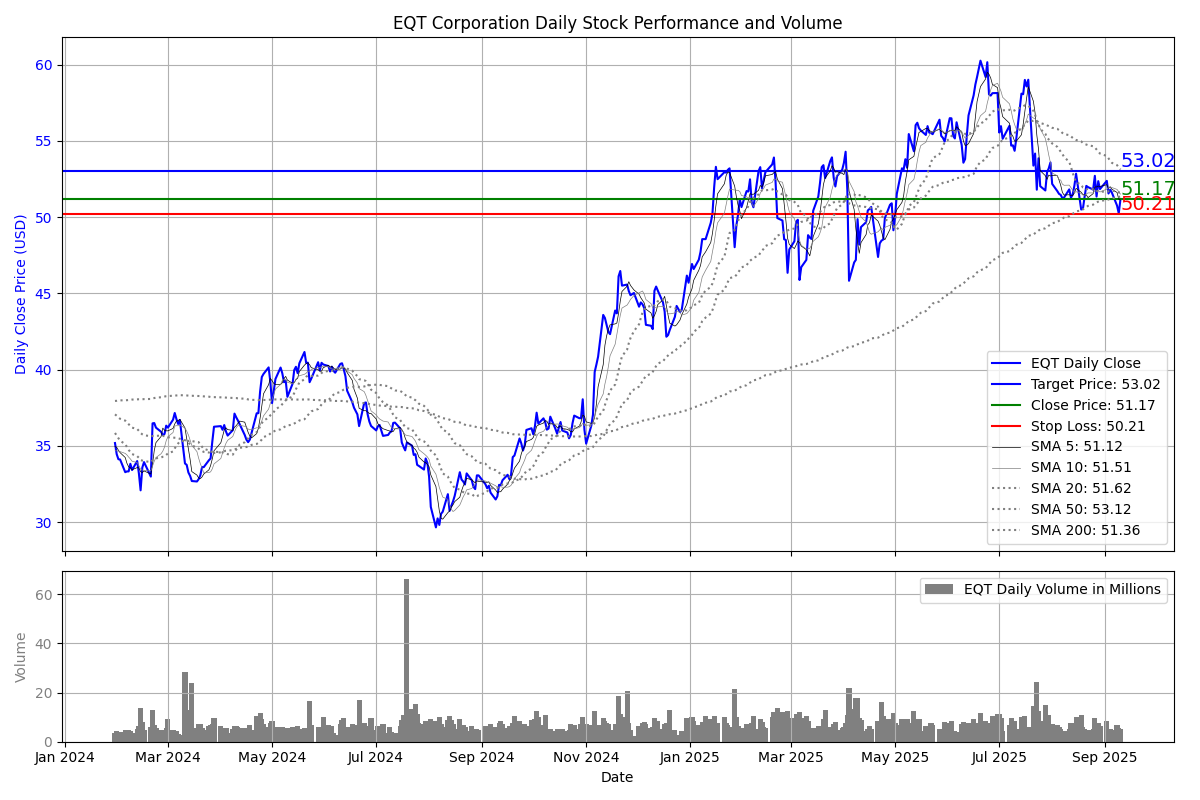 EQT Corporation Daily Stock Performance and Volume
Daily Close Price (USD)
60
55
50
45
40
35
30
53.02
51.17
50.21
EQT Daily Close
Target Price: 53.02
Close Price: 51.17
Stop Loss: 50.21
SMA 5: 51.12
SMA 10: 51.51
SMA 20: 51.62
SMA 50: 53.12
SMA 200: 51.36
Volume
60
40
20
0
EQT Daily Volume in Millions
Jan 2024 Mar 2024 May 2024 Jul 2024 Sep 2024 Nov 2024 Jan 2025 Mar 2025 May 2025 Jul 2025 Sep 2025
Date